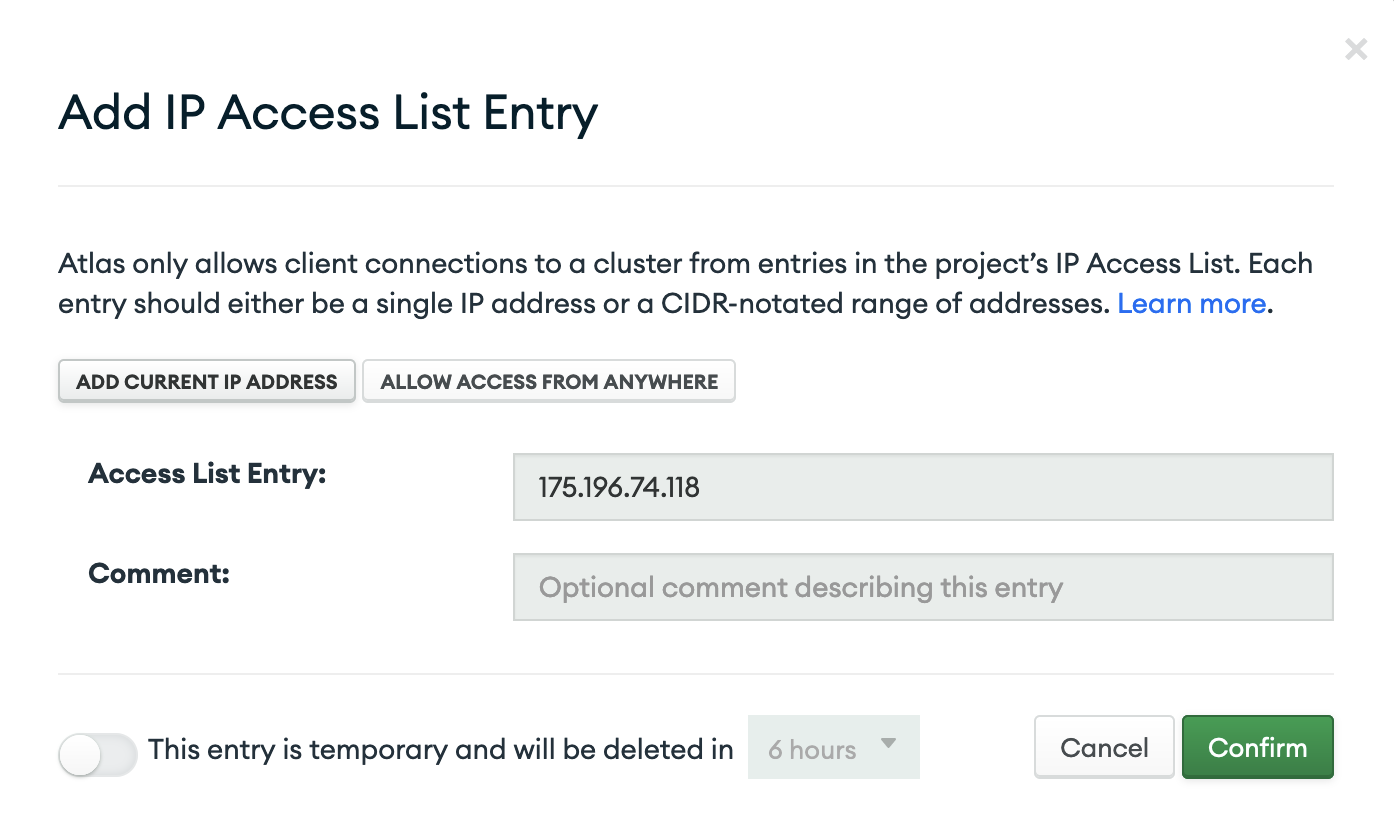 Add IP Access List Entry
Atlas only allows client connections to a cluster from entries in the project’s IP Access List. Each
entry should either be a single IP address or a CIDR-notated range of addresses. Learn more.
ADD CURRENT IP ADDRESS ALLOW ACCESS FROM ANYWHERE
Access List Entry: 175.196.74.118
Comment: Optional comment describing this entry
This entry is temporary and will be deleted in 6 hours Cancel Confirm